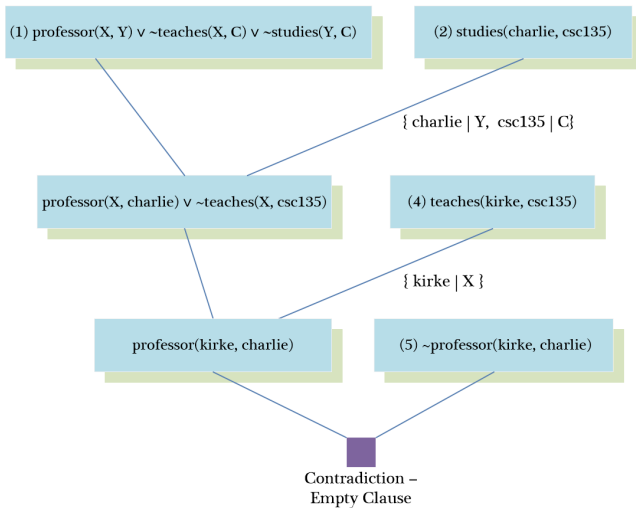 (1) professor(X, Y) ∨ ~teaches(X, C) ∨ ~studies(Y, C)
(2) studies(charlie, csc135)
{ charlie | Y, csc135 | C}
professor(X, charlie) ∨ ~teaches(X, csc135)
(4) teaches(kirke, csc135)
{ kirke | X }
professor(kirke, charlie)
(5) ~professor(kirke, charlie)
Contradiction –
Empty Clause